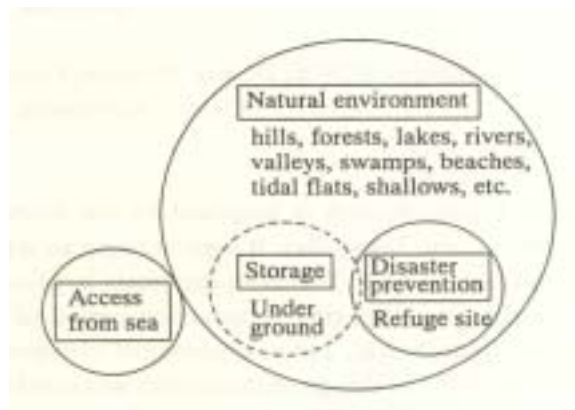 Natural environment
hills, forests, lakes, rivers,
valleys, swamps, beaches,
tidal flats, shallows, etc.
Storage
Under
ground
Disaster
prevention
Refuge site
Access
from sea